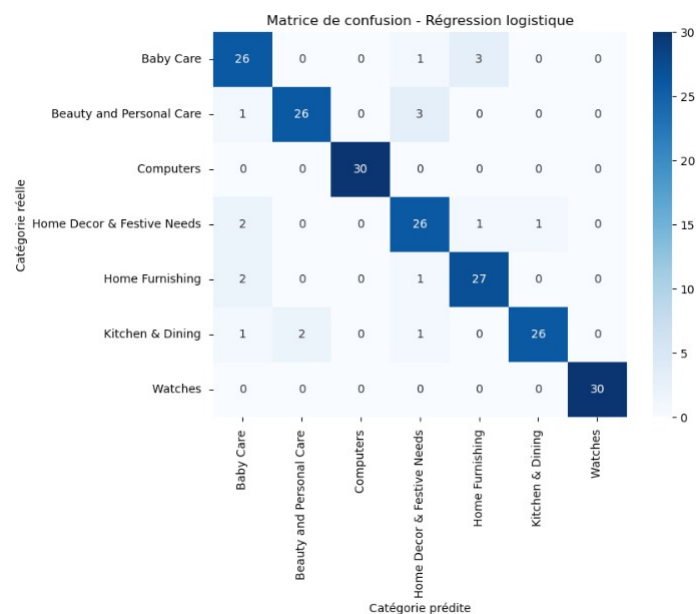 Matrice de confusion - Régression logistique
Catégorie réelle
Baby Care 26 0 0 1 3 0 0
Beauty and Personal Care 1 26 0 3 0 0 0
Computers 0 0 30 0 0 0 0
Home Decor & Festive Needs 2 0 0 26 1 1 0
Home Furnishing 2 0 0 1 27 0 0
Kitchen & Dining 1 2 0 1 0 26 0
Watches 0 0 0 0 0 0 30
Baby Care
Beauty and Personal Care
Computers
Home Decor & Festive Needs
Home Furnishing
Kitchen & Dining
Watches
Catégorie prédite
30
25
20
15
10
5
0